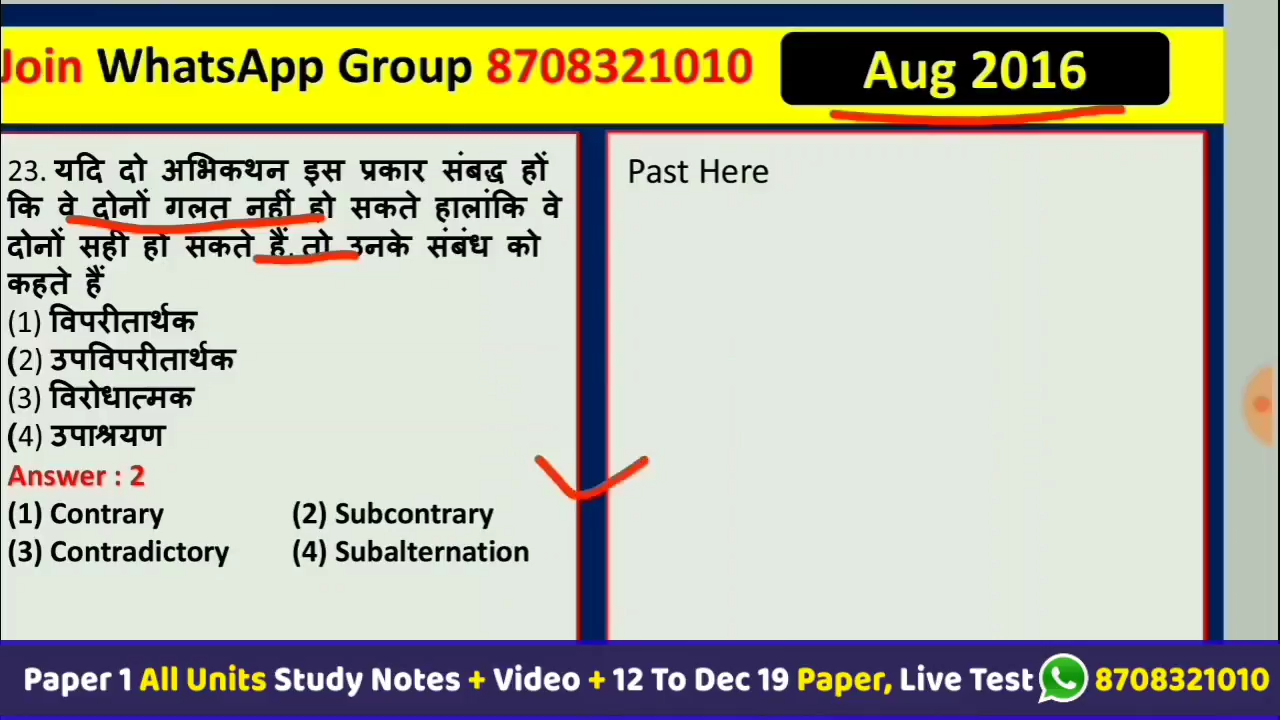 Join WhatsApp Group 8708321010
Aug 2016
23. यदि दो अभिकथन इस प्रकार संबद्ध हों
कि वे दोनों गलत नहीं हो सकते हालांकि वे
दोनों सही हो सकते हैं, तो उनके संबंध को
कहते हैं
(1) विपरीतार्थक
(2) उपविपरीतार्थक
(3) विरोधात्मक
(4) उपाश्रयण
Answer : 2
(1) Contrary (2) Subcontrary
(3) Contradictory (4) Subalternation
Past Here
Paper 1 All Units Study Notes + Video + 12 To Dec 19 Paper, Live Test 8708321010